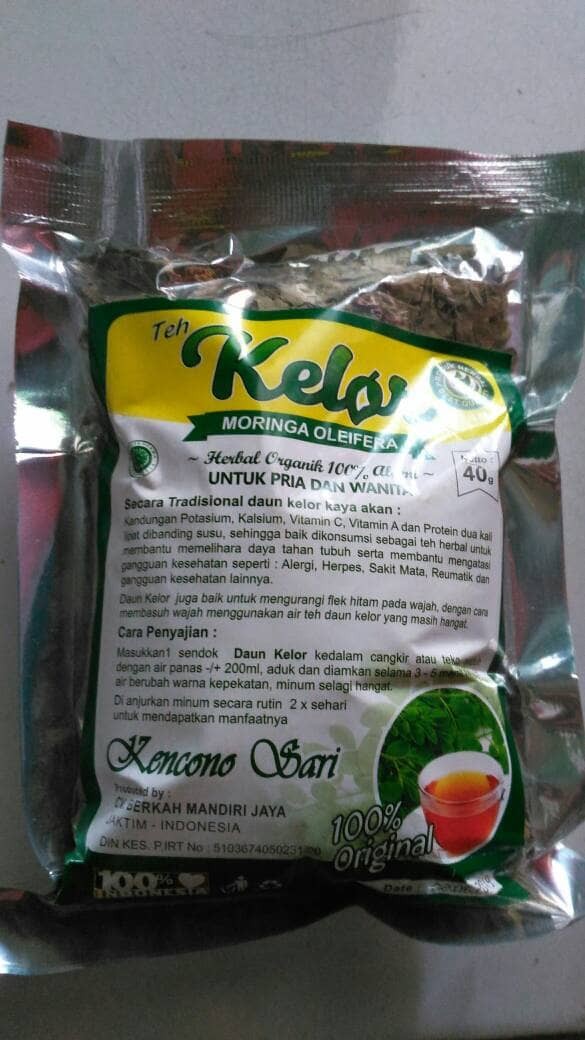 Teh
Kelor
MORINGA OLEIFERA
~ Herbal Organik 100% Alami ~
UNTUK PRIA DAN WANITA
Netto :
40g
Secara Tradisional daun kelor kaya akan :
Kandungan Potasium, Kalsium, Vitamin C, Vitamin A dan Protein dua kali
lipat dibanding susu, sehingga baik dikonsumsi sebagai teh herbal untuk
membantu memelihara daya tahan tubuh serta membantu mengatasi
gangguan kesehatan seperti : Alergi, Herpes, Sakit Mata, Reumatik dan
gangguan kesehatan lainnya.
Daun Kelor juga baik untuk mengurangi flek hitam pada wajah, dengan cara
membasuh wajah menggunakan air teh daun kelor yang masih hangat.
Cara Penyajian :
Masukkan1 sendok Daun Kelor kedalam cangkir atau teko
dengan air panas -/+ 200ml, aduk dan diamkan selama 3 - 5
air berubah warna kepekatan, minum selagi hangat.
Di anjurkan minum secara rutin 2 x sehari
untuk mendapatkan manfaatnya
Kencono Sari
by :
CV BERKAH MANDIRI JAYA
JAKTIM - INDONESIA
DIN KES. P.IRT No :
100%
Original
100%
INDONESIA
Date :